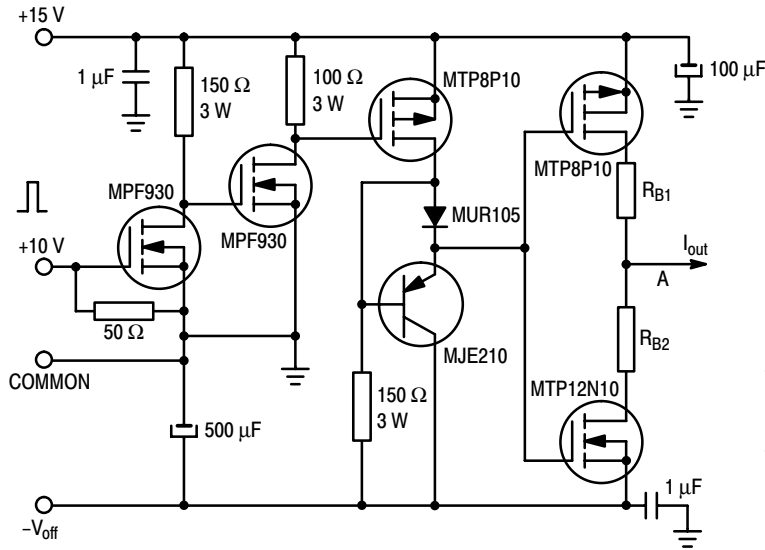 +15 V
1 μF
150 Ω
3 W
100 Ω
3 W
MTP8P10
100 μF
MTP8P10
R_B1
MPF930
MPF930
MUR105
+10 V
I_out
A
50 Ω
R_B2
MJE210
COMMON
MTP12N10
500 μF
150 Ω
3 W
1 μF
–V_off